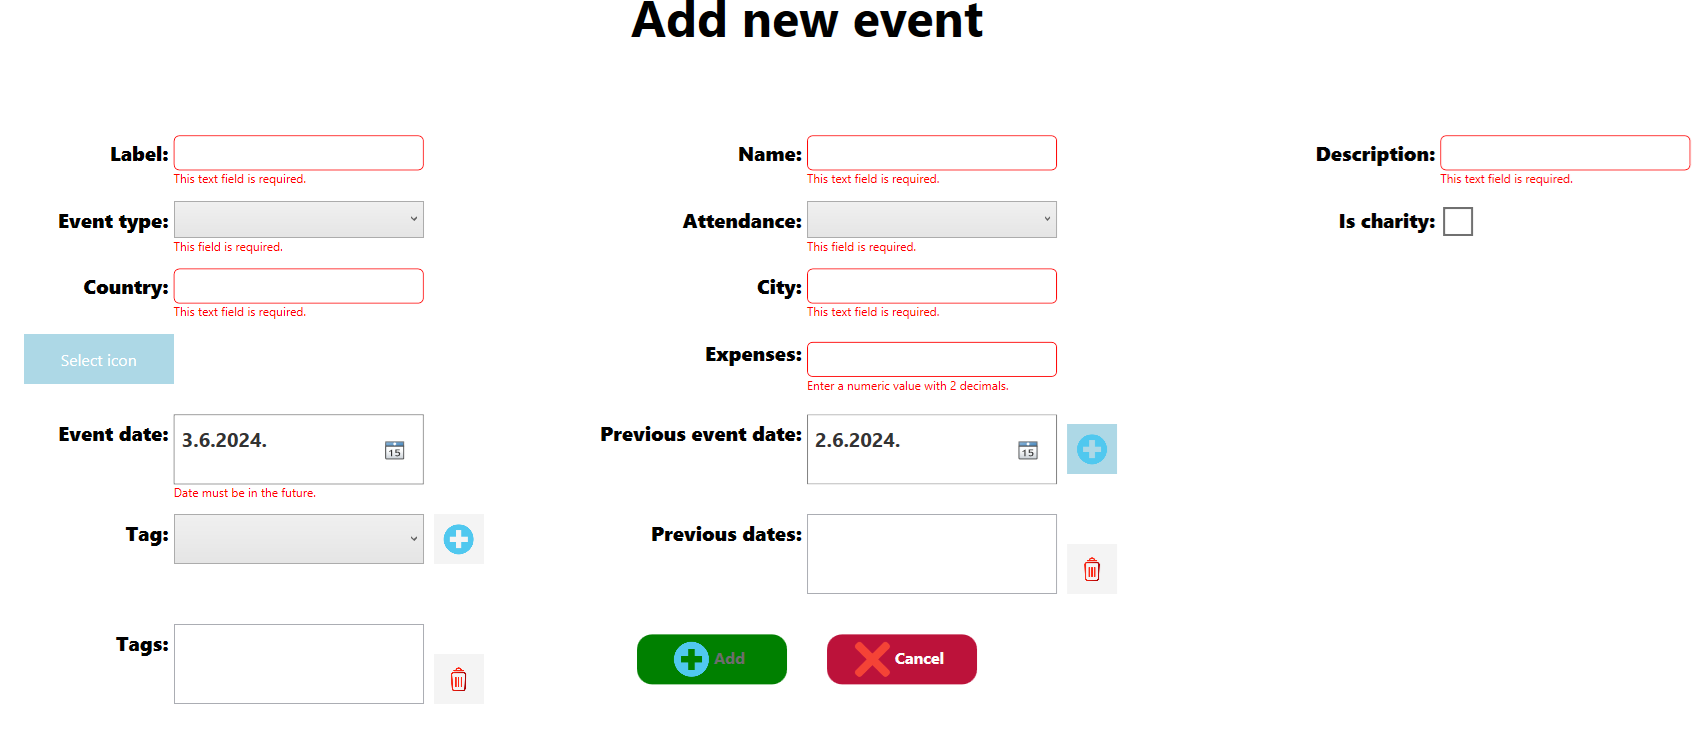 Add new event
Label:
This text field is required.
Name:
This text field is required.
Description:
This text field is required.
Event type:
This field is required.
Attendance:
This field is required.
Is charity:
Country:
This text field is required.
City:
This text field is required.
Select icon
Expenses:
Enter a numeric value with 2 decimals.
Event date:
3.6.2024.
15
Date must be in the future.
Previous event date:
2.6.2024.
15
Tag:
Previous dates:
Tags:
Add
Cancel